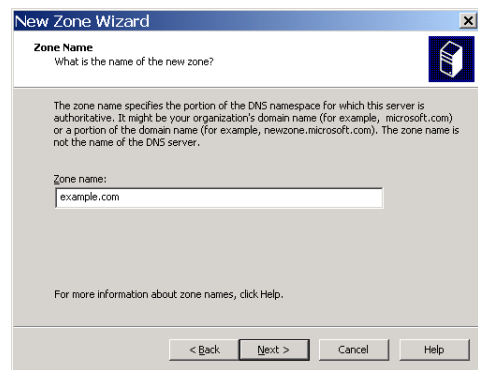 New Zone Wizard
Zone Name
What is the name of the new zone?
The zone name specifies the portion of the DNS namespace for which this server is
authoritative. It might be your organization's domain name (for example, microsoft.com)
or a portion of the domain name (for example, newzone.microsoft.com). The zone name is
not the name of the DNS server.
Zone name:
example.com
For more information about zone names, click Help.
< Back
Next >
Cancel
Help